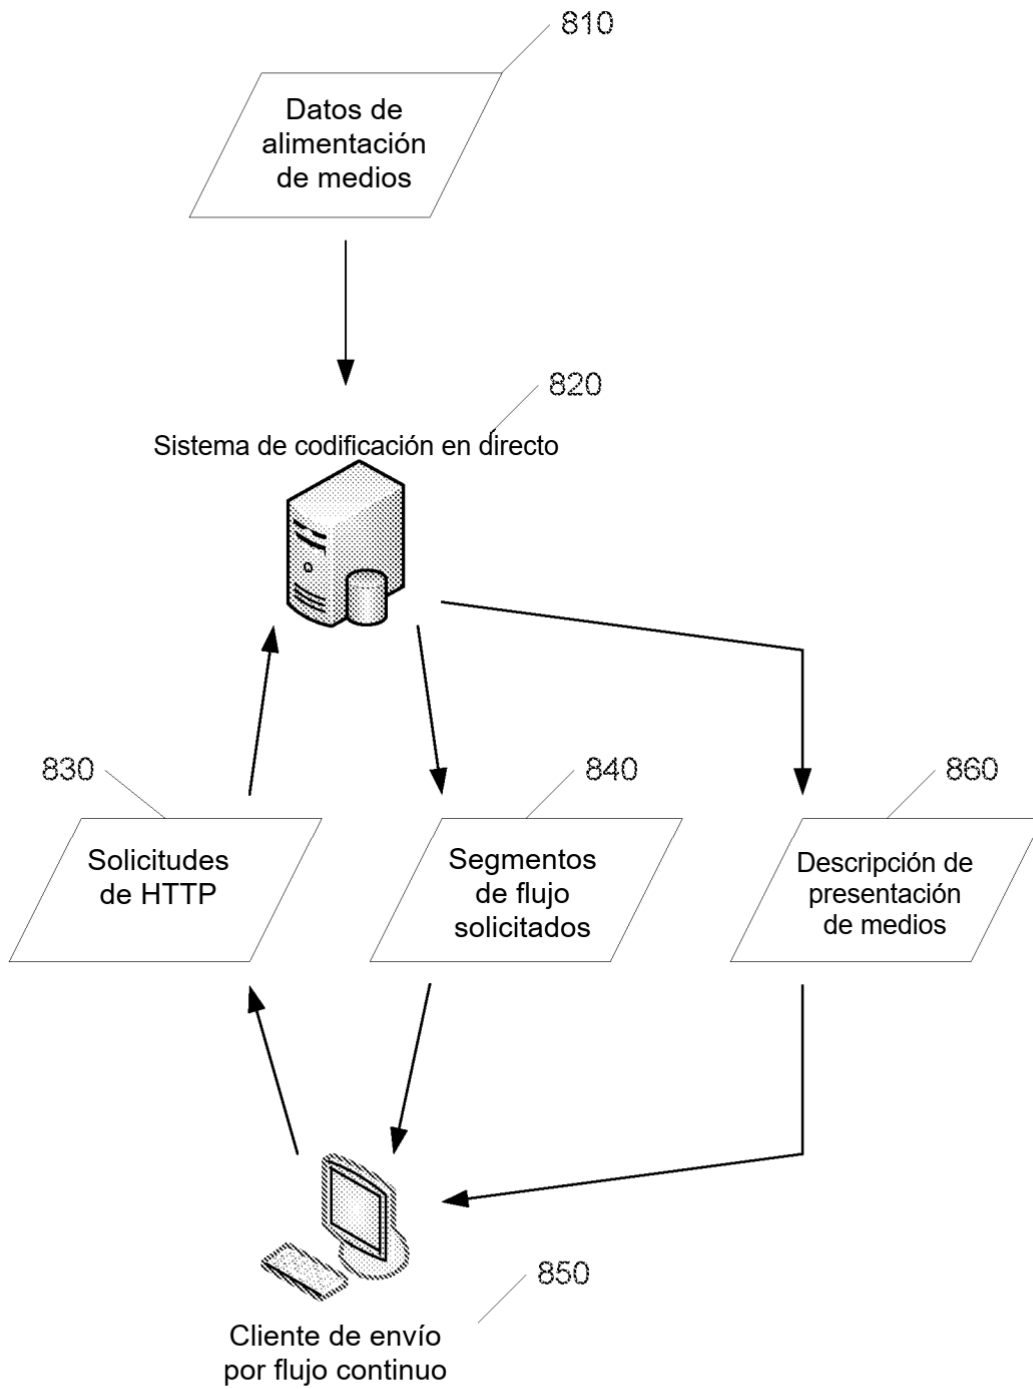 810
Datos de
alimentación
de medios
820
Sistema de codificación en directo
830
840
860
Solicitudes
de HTTP
Segmentos
de flujo
solicitados
Descripción de
presentación
de medios
850
Cliente de envío
por flujo continuo